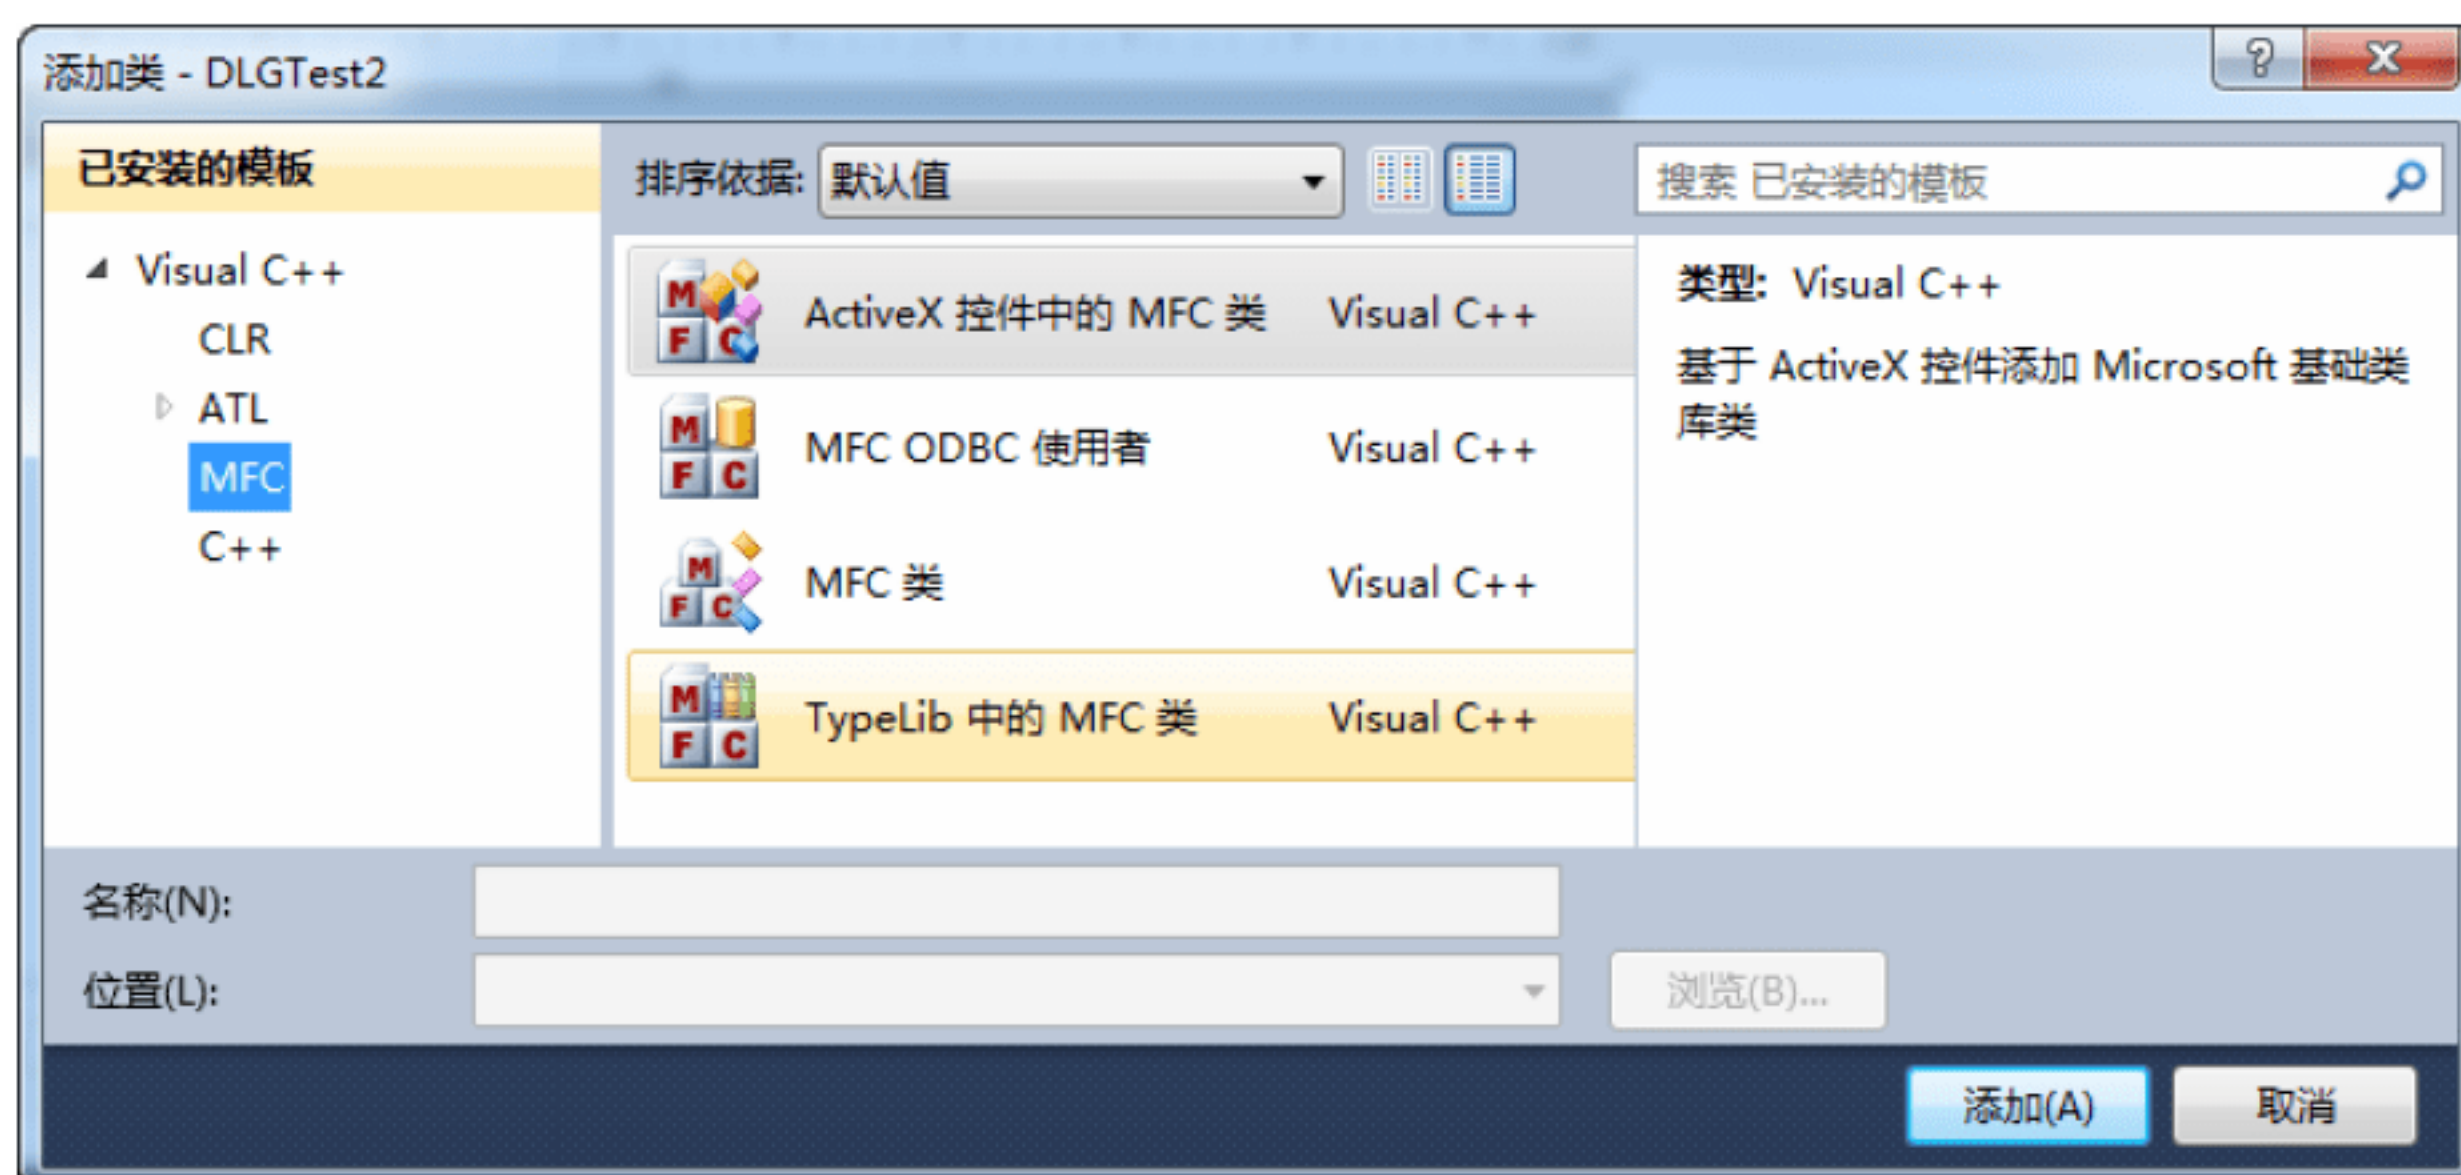 添加类 - DLGTest2
已安装的模板
排序依据: 默认值
搜索 已安装的模板
Visual C++
CLR
ATL
MFC
C++
ActiveX 控件中的 MFC 类 Visual C++
MFC ODBC 使用者 Visual C++
MFC 类 Visual C++
TypeLib 中的 MFC 类 Visual C++
类型: Visual C++
基于 ActiveX 控件添加 Microsoft 基础类
库类
名称(N):
位置(L):
浏览(B)...
添加(A) 取消